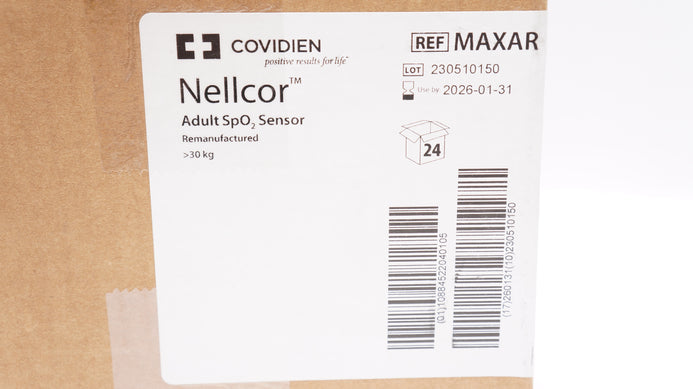 COVIDIEN
positive results for life™
Nellcor™
Adult SpO₂ Sensor
Remanufactured
>30 kg
REF MAXAR
LOT 230510150
Use by 2026-01-31
24
(01)10884522040105
(17)260131(10)230510150